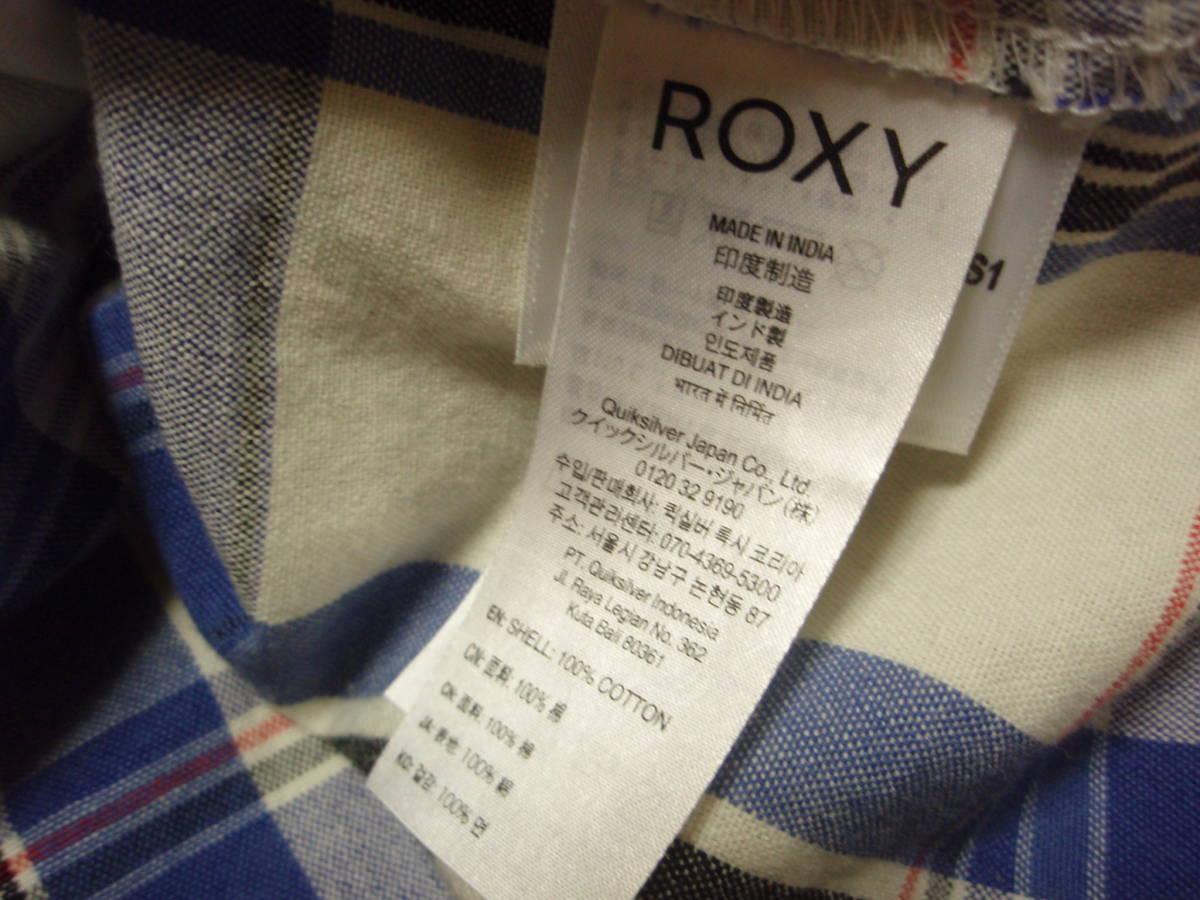 ROXY
MADE IN INDIA
印度制造
印度製造
インド製
인도제품
DIBUAT DI INDIA
भारत में निर्मित
Quiksilver Japan Co., Ltd.
クイックシルバー・ジャパン（株）
0120 32 9190
수입/판매회사: 퀵실버 록시 코리아
고객관리센터: 070-4369-5300
주소: 서울시 강남구 논현동 87
PT. Quiksilver Indonesia
Jl. Raya Legian No. 362
Kuta Bali 80361
EN: SHELL: 100% COTTON
CN: 面料: 100% 棉
CN: 面料: 100% 棉
JA: 表地: 100% 綿
KO: 겉감: 100% 면
S1